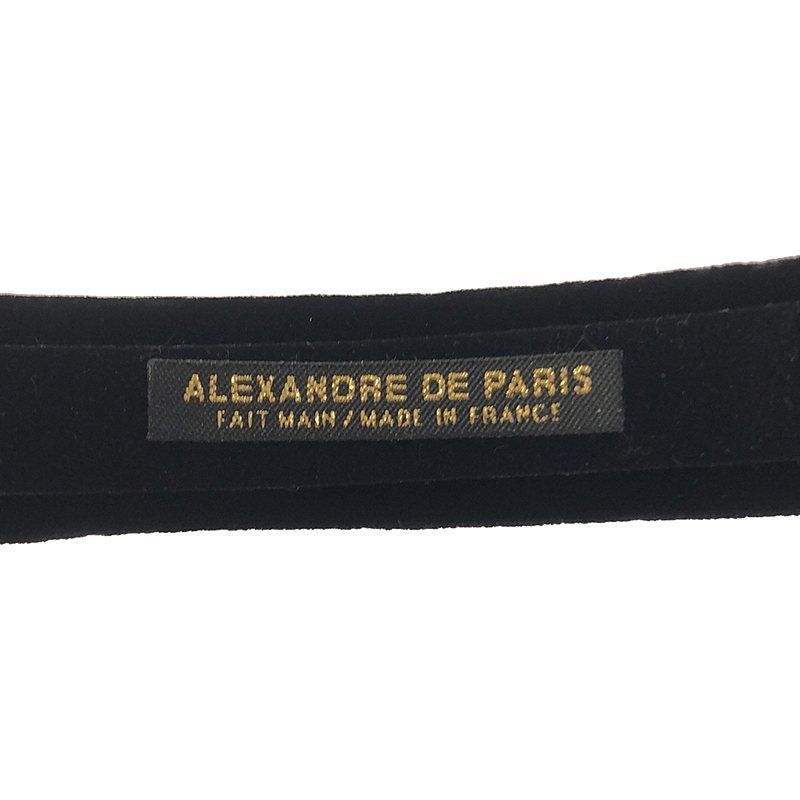 ALEXANDRE DE PARIS
FAIT MAIN / MADE IN FRANCE